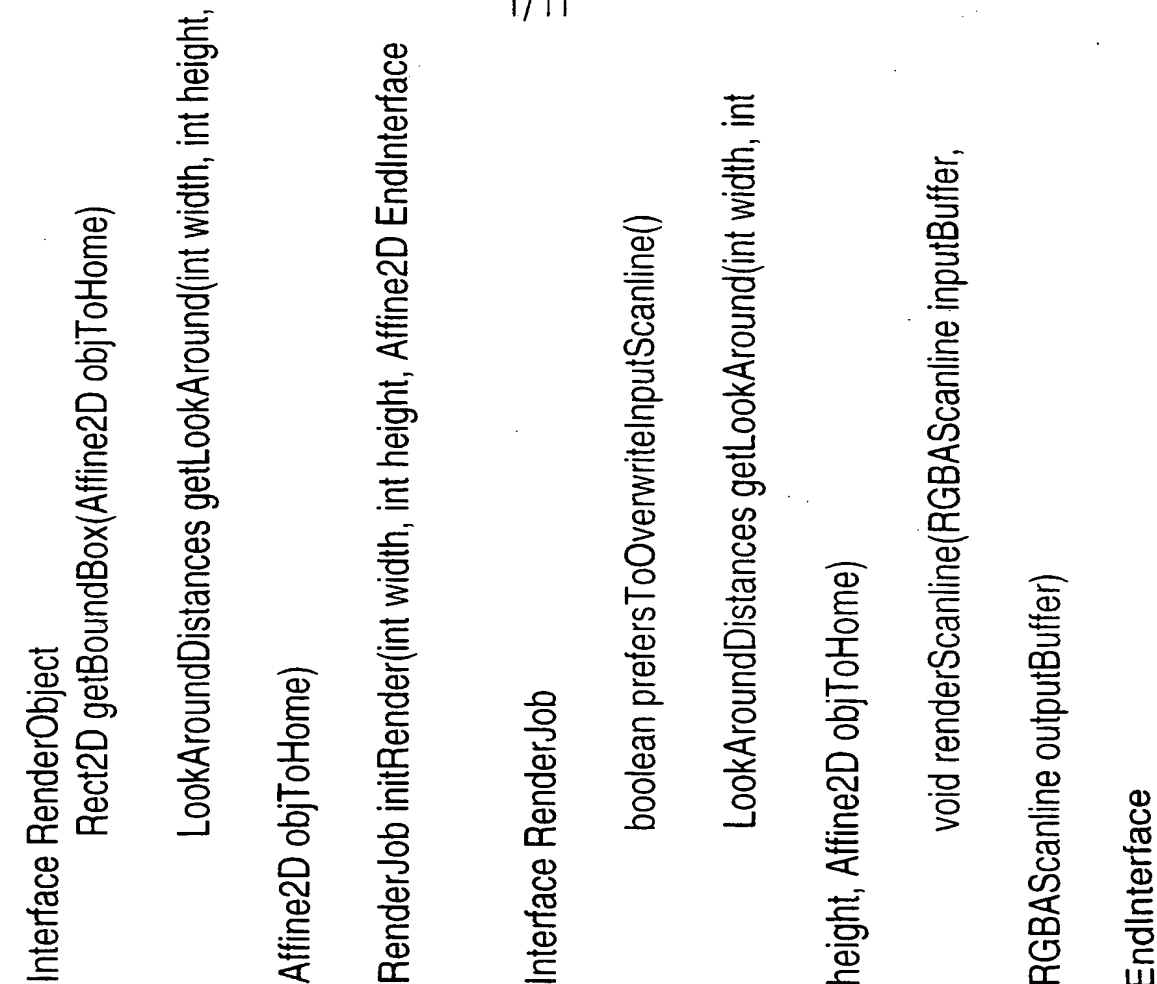 Interface RenderObject
Rect2D getBoundBox(Affine2D objToHome)
LookAroundDistances getLookAround(int width, int height,
Affine2D objToHome)
RenderJob initRender(int width, int height, Affine2D EndInterface
Interface RenderJob
boolean prefersToOverwriteInputScanline()
LookAroundDistances getLookAround(int width, int
height, Affine2D objToHome)
void renderScanline(RGBAScanline inputBuffer,
RGBAScanline outputBuffer)
EndInterface